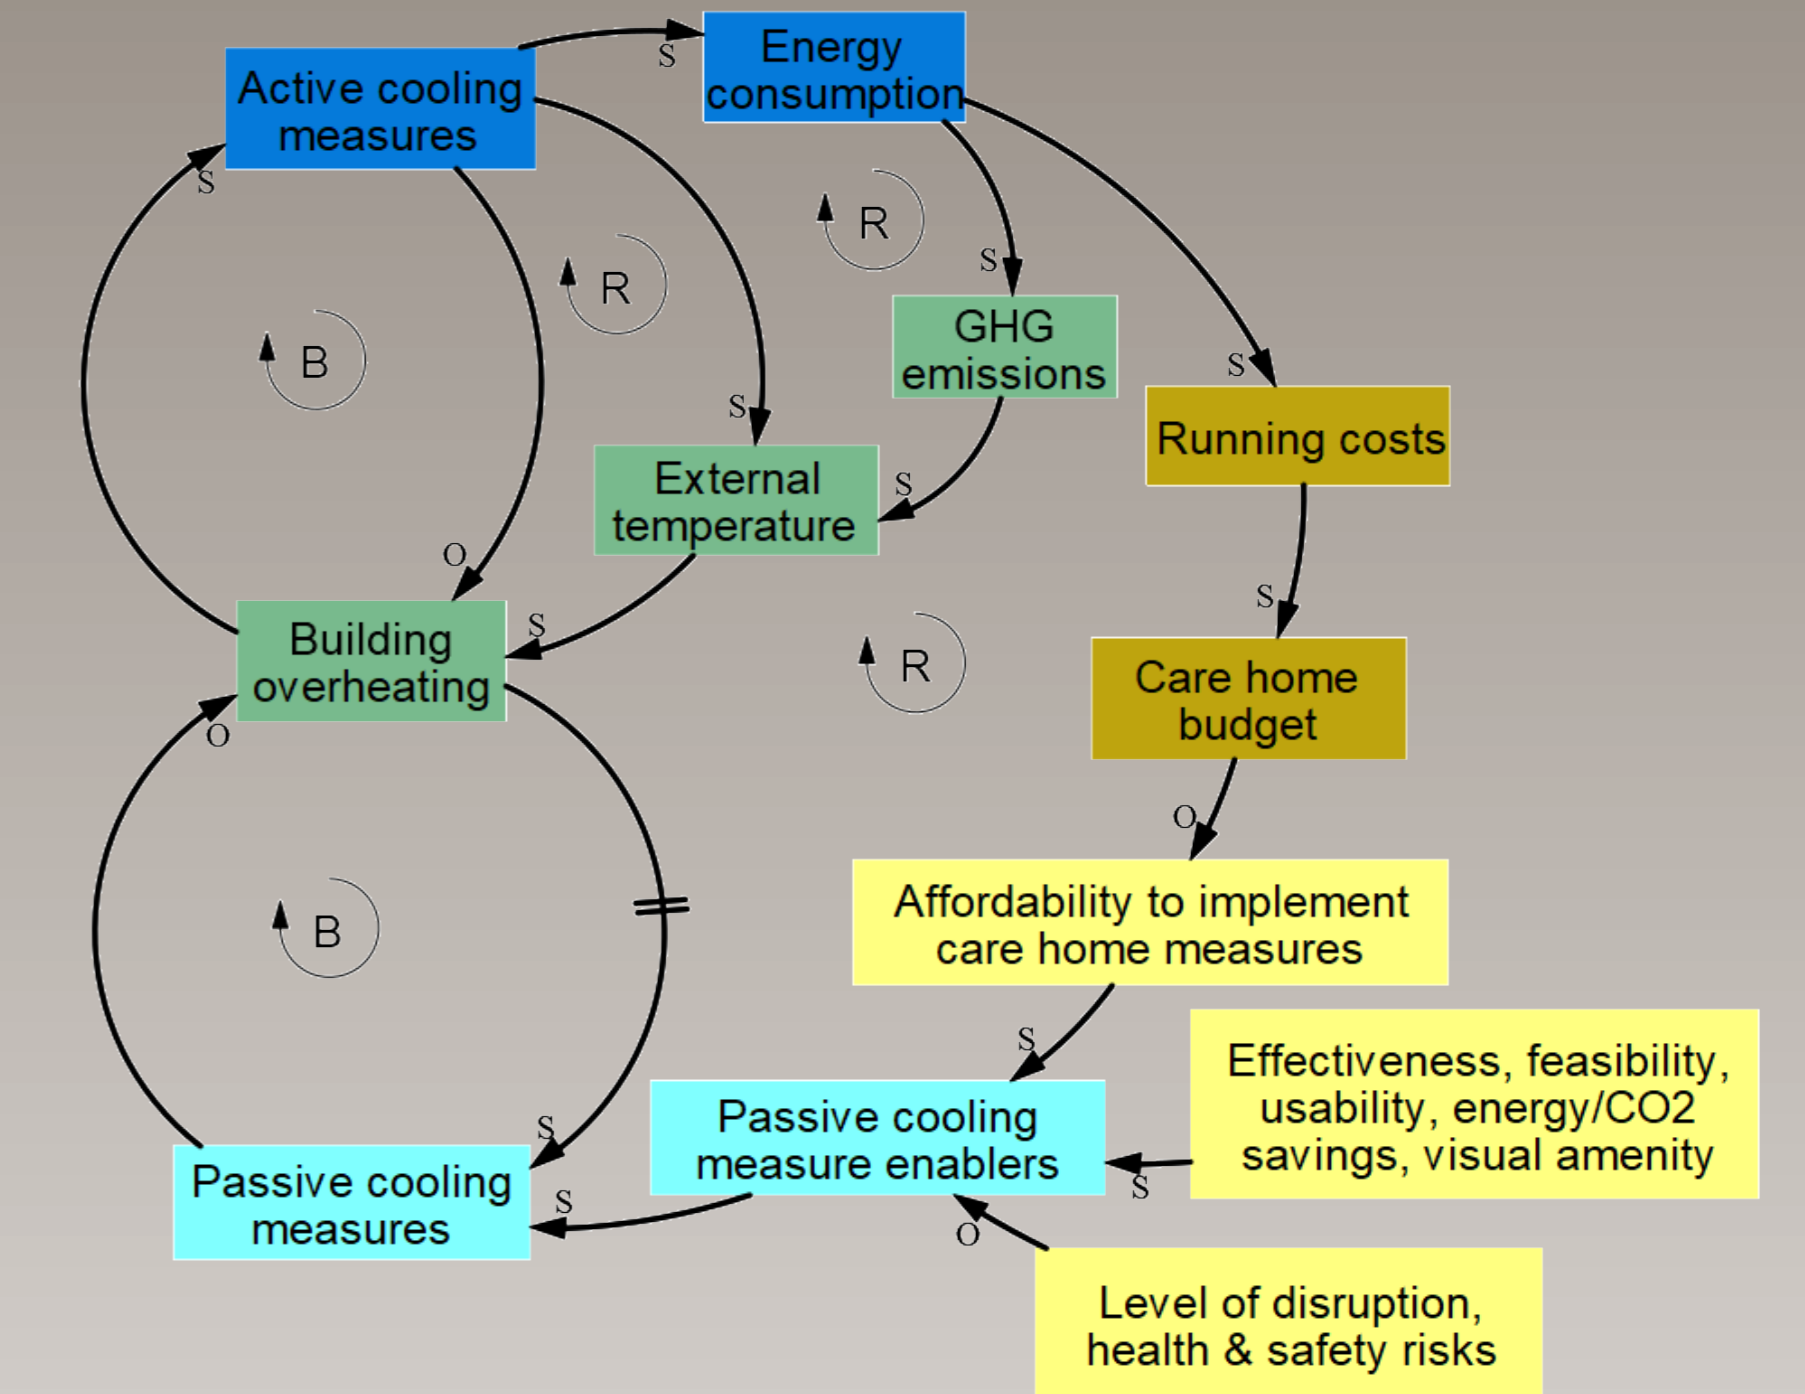 Energy
consumption
S
Active cooling
measures
S
R
R
S
GHG
emissions
B
S
S
Running costs
External
temperature
S
O
S
S
Building
overheating
R
Care home
budget
O
O
Affordability to implement
care home measures
B
S
Effectiveness, feasibility,
usability, energy/CO2
savings, visual amenity
Passive cooling
measure enablers
S
S
Passive cooling
measures
S
O
Level of disruption,
health & safety risks